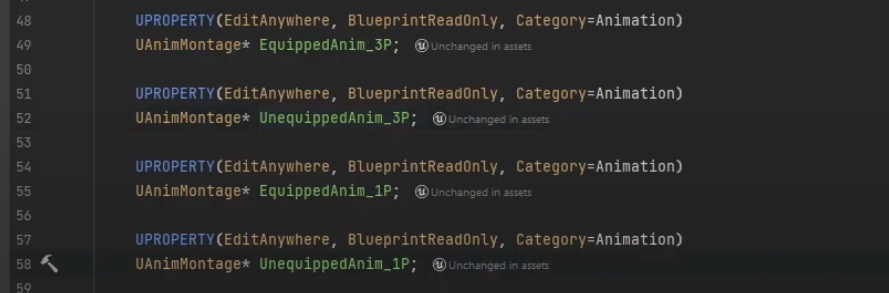 48 UPROPERTY(EditAnywhere, BlueprintReadOnly, Category=Animation)
49 UAnimMontage* EquippedAnim_3P; Unchanged in assets
50
51 UPROPERTY(EditAnywhere, BlueprintReadOnly, Category=Animation)
52 UAnimMontage* UnequippedAnim_3P; Unchanged in assets
53
54 UPROPERTY(EditAnywhere, BlueprintReadOnly, Category=Animation)
55 UAnimMontage* EquippedAnim_1P; Unchanged in assets
56
57 UPROPERTY(EditAnywhere, BlueprintReadOnly, Category=Animation)
58 UAnimMontage* UnequippedAnim_1P; Unchanged in assets
59